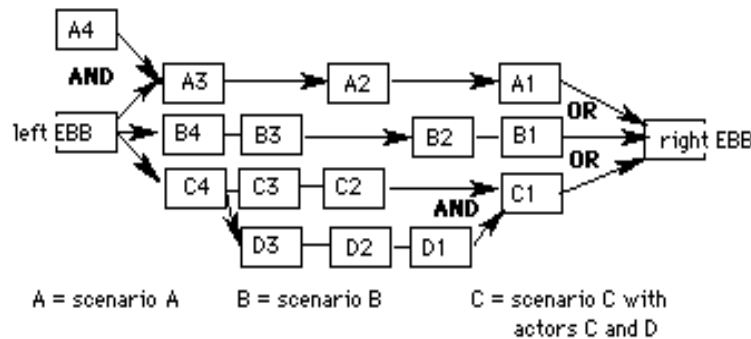 A4
AND
A3 A2 A1
OR
left EBB B4 B3 B2 B1 right EBB
OR
C4 C3 C2 C1
AND
D3 D2 D1
A = scenario A B = scenario B C = scenario C with
actors C and D